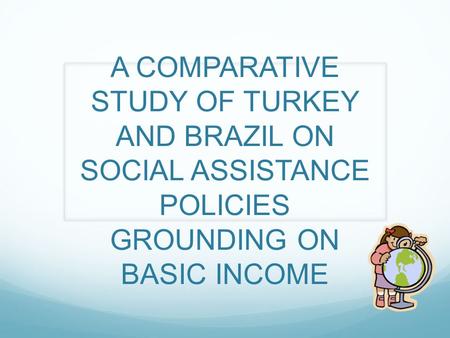 A COMPARATIVE
STUDY OF TURKEY
AND BRAZIL ON
SOCIAL ASSISTANCE
POLICIES
GROUNDING ON
BASIC INCOME